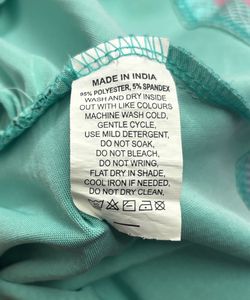 MADE IN INDIA
95% POLYESTER, 5% SPANDEX
WASH AND DRY INSIDE
OUT WITH LIKE COLOURS
MACHINE WASH COLD,
GENTLE CYCLE,
USE MILD DETERGENT,
DO NOT SOAK,
DO NOT BLEACH,
DO NOT WRING,
FLAT DRY IN SHADE,
COOL IRON IF NEEDED,
DO NOT DRY CLEAN,